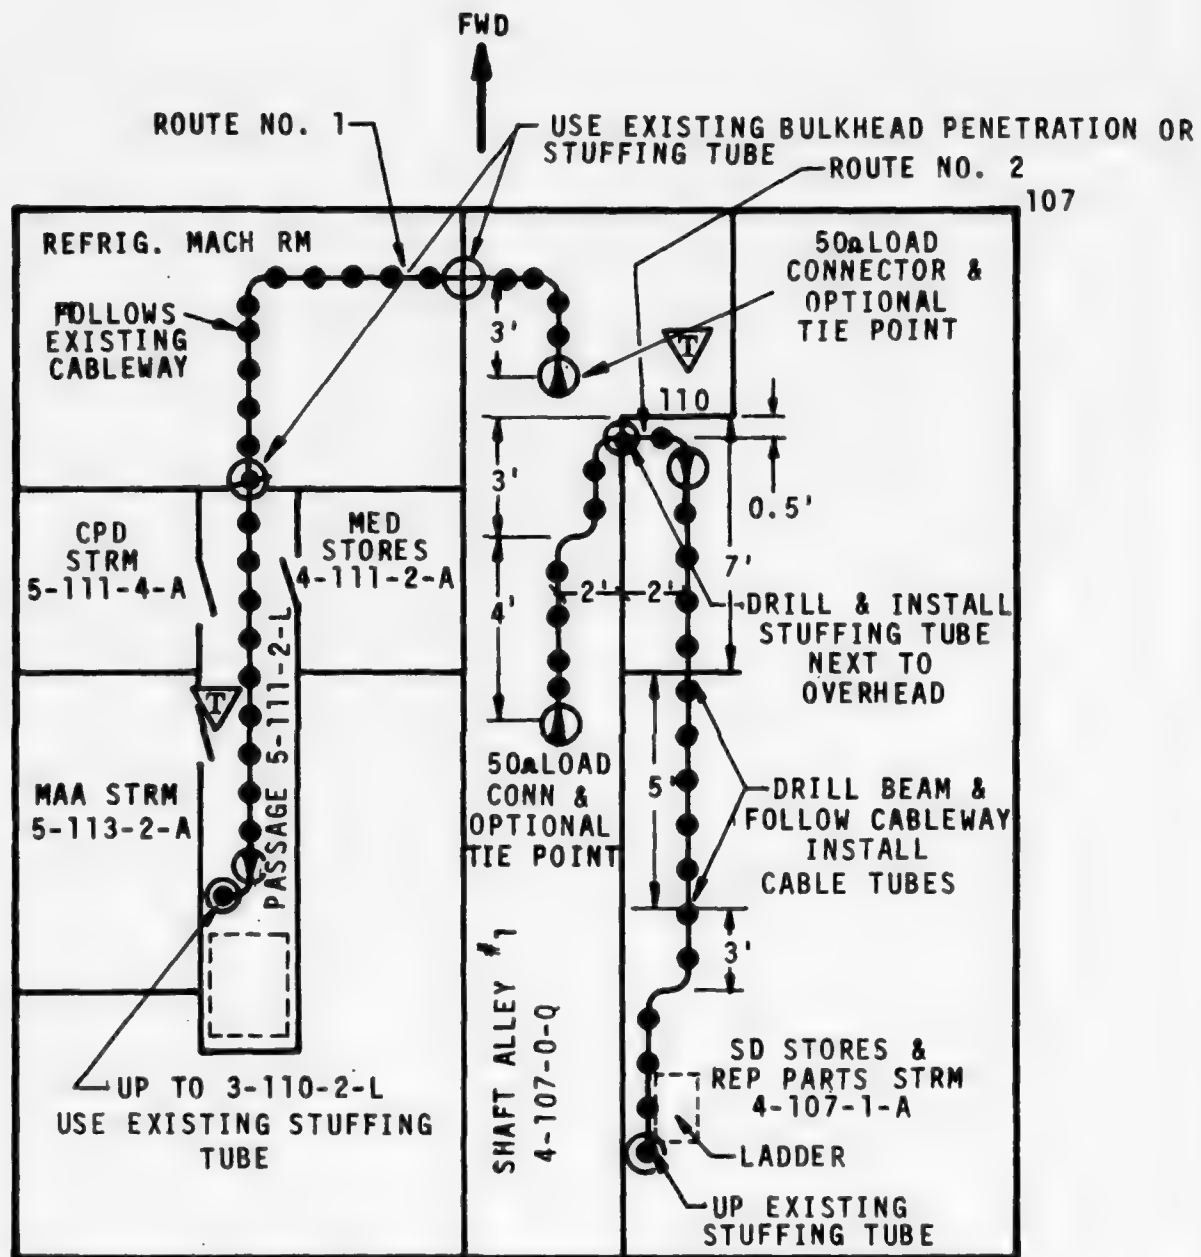 FWD
ROUTE NO. 1
USE EXISTING BULKHEAD PENETRATION OR
STUFFING TUBE
ROUTE NO. 2
107
REFRIG. MACH RM
50Ω LOAD
CONNECTOR &
OPTIONAL
TIE POINT
FOLLOWS
EXISTING
CABLEWAY
3'
T
110
3'
0.5'
CPD
STRM
5-111-4-A
MED
STORES
4-111-2-A
7'
4'
2'
2'
DRILL & INSTALL
STUFFING TUBE
NEXT TO
OVERHEAD
T
PASSAGE 5-111-2-L
MAA STRM
5-113-2-A
50Ω LOAD
CONN &
OPTIONAL
TIE POINT
5'
DRILL BEAM &
FOLLOW CABLEWAY
INSTALL
CABLE TUBES
3'
SHAFT ALLEY #1
4-107-0-Q
SD STORES &
REP PARTS STRM
4-107-1-A
UP TO 3-110-2-L
USE EXISTING STUFFING
TUBE
LADDER
UP EXISTING
STUFFING TUBE